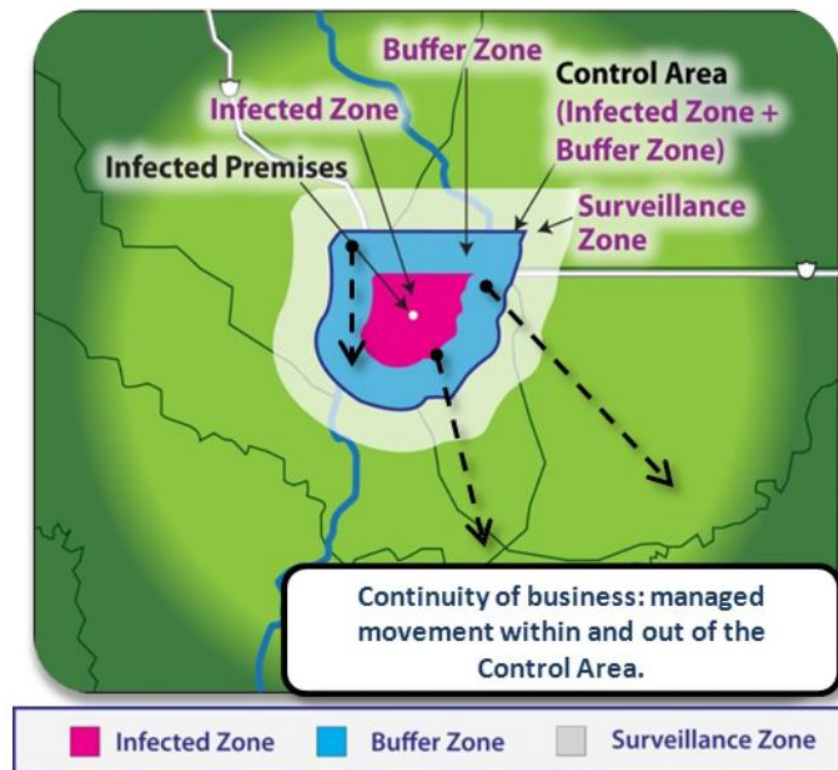 Buffer Zone
Control Area
(Infected Zone +
Buffer Zone)
Infected Zone
Infected Premises
Surveillance
Zone
Continuity of business: managed
movement within and out of the
Control Area.
Infected Zone
Buffer Zone
Surveillance Zone